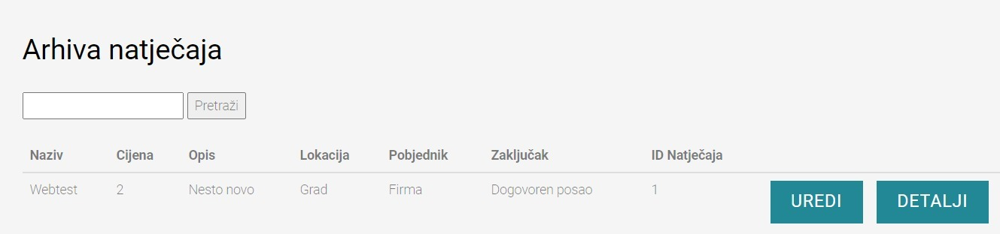 Arhiva natječaja
Pretraži
Naziv Cijena Opis Lokacija Pobjednik Zaključak ID Natječaja
Webtest 2 Nesto novo Grad Firma Dogovoren posao 1 UREDI DETALJI